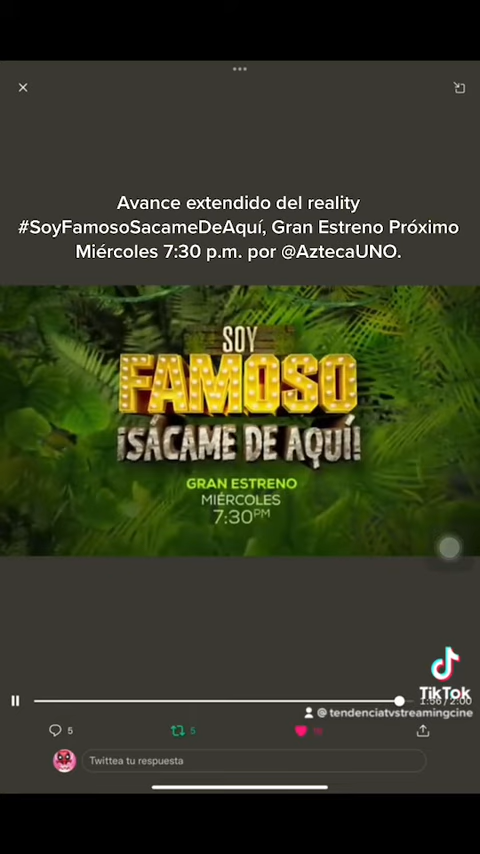 Avance extendido del reality
#SoyFamosoSacameDeAquí, Gran Estreno Próximo
Miércoles 7:30 p.m. por @AztecaUNO.
SOY
FAMOSO
¡SÁCAME DE AQUÍ!
GRAN ESTRENO
MIÉRCOLES
7:30PM
TikTok
1:56 / 2:00
@tendenciatvstreamingcine
5
5
Twittea tu respuesta